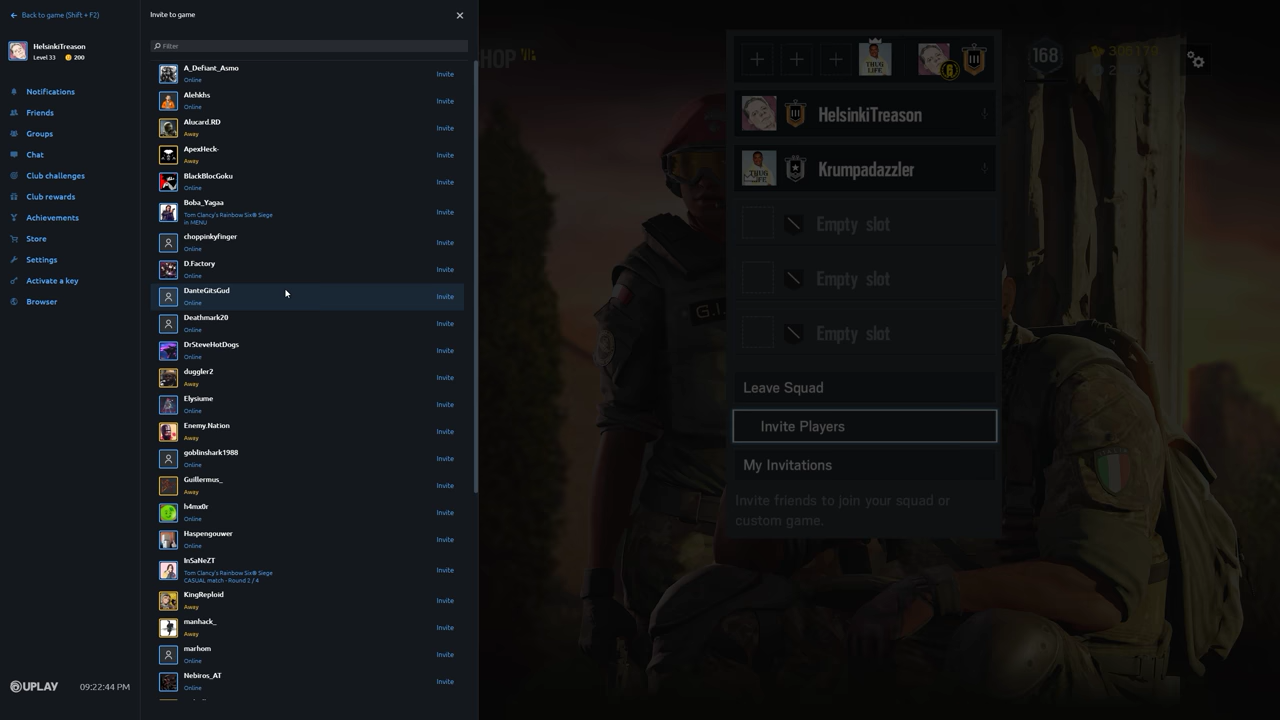 Back to game (Shift + F2)
HelsinkiTreason
Level 33 200
Notifications
Friends
Groups
Chat
Club challenges
Club rewards
Achievements
Store
Settings
Activate a key
Browser
UPLAY 09:22:44 PM
Invite to game
Filter
A_Defiant_Asmo
Online
Invite
Alehkhs
Online
Invite
Alucard.RD
Away
Invite
ApexHeck-
Away
Invite
BlackBlocGoku
Online
Invite
Boba_Yagaa
Tom Clancy's Rainbow Six® Siege
in MENU
Invite
choppinkyfinger
Online
Invite
D.Factory
Online
Invite
DanteGitsGud
Online
Invite
Deathmark20
Online
Invite
DrSteveHotDogs
Online
Invite
duggler2
Away
Invite
Elysiume
Online
Invite
Enemy.Nation
Away
Invite
goblinshark1988
Online
Invite
Guillermus_
Away
Invite
h4mx0r
Online
Invite
Haspengouwer
Online
Invite
InSaNeZT
Tom Clancy's Rainbow Six® Siege
CASUAL match - Round 2 / 4
Invite
KingReploid
Away
Invite
manhack_
Away
Invite
marhom
Online
Invite
Nebiros_AT
Online
Invite
HOP
THUG
LIFE
168
HelsinkiTreason
THUG
LIFE
Krumpadazzler
Empty slot
Empty slot
Empty slot
Leave Squad
Invite Players
My Invitations
Invite friends to join your squad or
custom game.